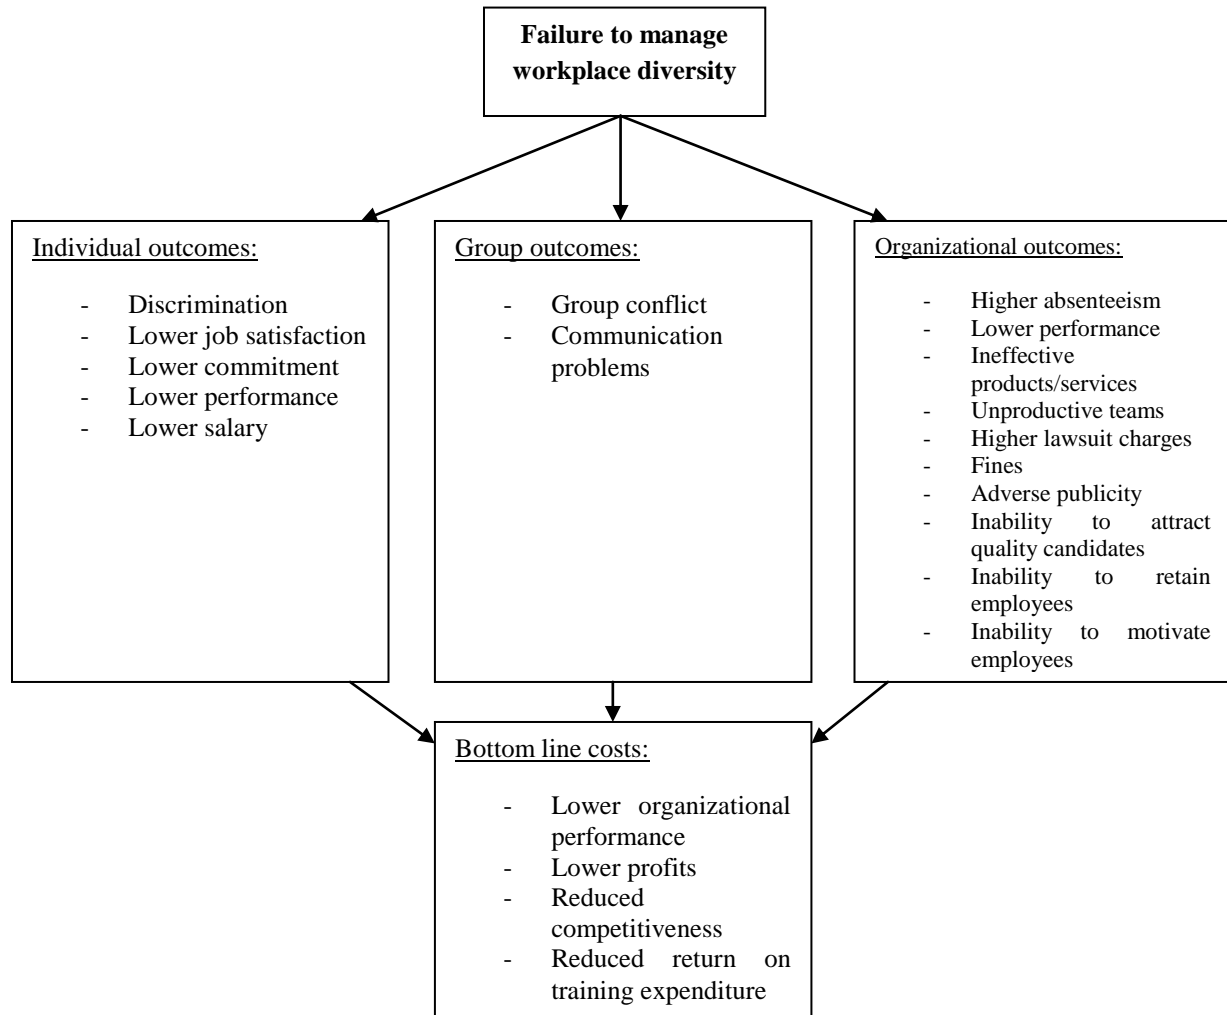 Failure to manage
workplace diversity
Individual outcomes:
- Discrimination
- Lower job satisfaction
- Lower commitment
- Lower performance
- Lower salary
Group outcomes:
- Group conflict
- Communication
problems
Organizational outcomes:
- Higher absenteeism
- Lower performance
- Ineffective
products/services
- Unproductive teams
- Higher lawsuit charges
- Fines
- Adverse publicity
- Inability to attract
quality candidates
- Inability to retain
employees
- Inability to motivate
employees
Bottom line costs:
- Lower organizational
performance
- Lower profits
- Reduced
competitiveness
- Reduced return on
training expenditure